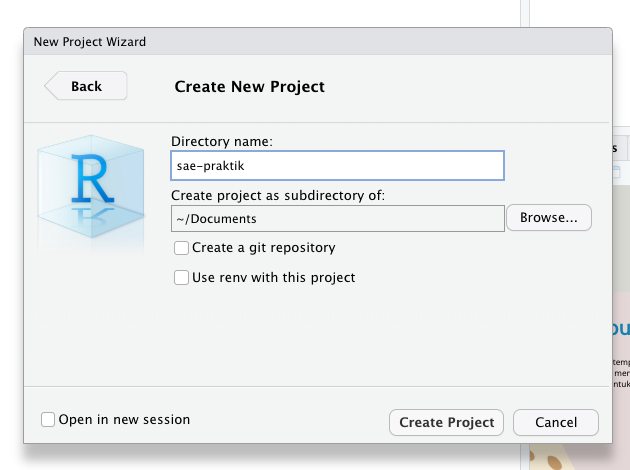 New Project Wizard
Back
Create New Project
R
Directory name:
sae-praktik
Create project as subdirectory of:
~/Documents
Browse...
Create a git repository
Use renv with this project
Open in new session
Create Project
Cancel